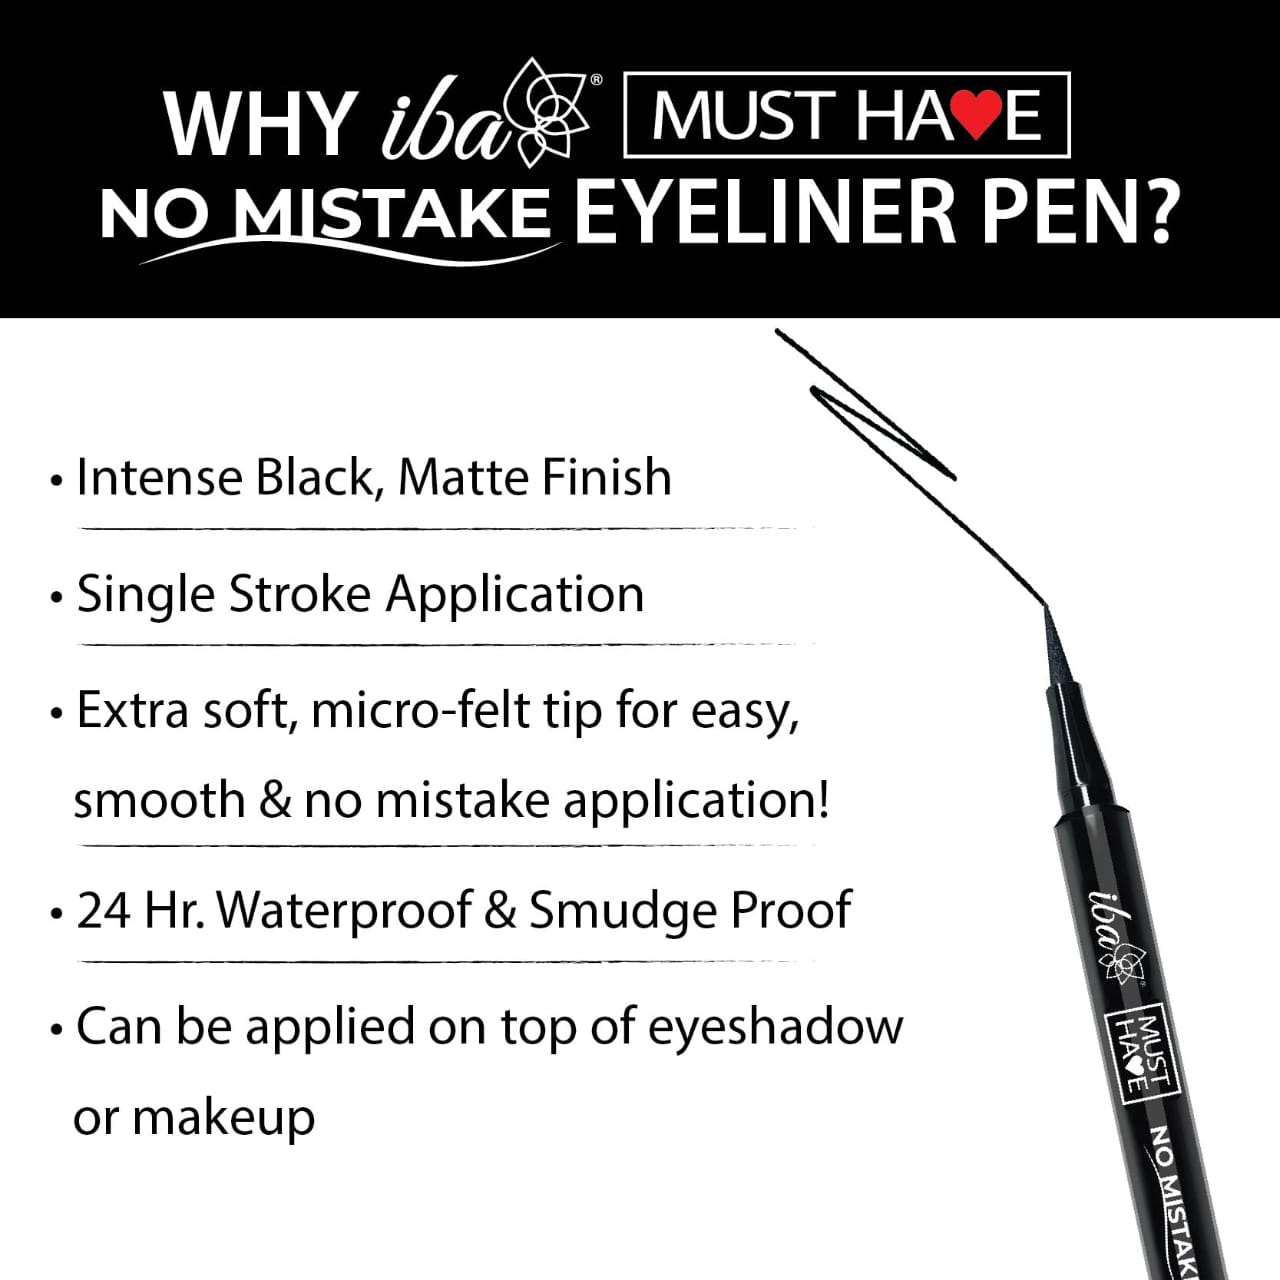 WHY iba® MUST HAVE
NO MISTAKE EYELINER PEN?
• Intense Black, Matte Finish
• Single Stroke Application
• Extra soft, micro-felt tip for easy,
smooth & no mistake application!
• 24 Hr. Waterproof & Smudge Proof
• Can be applied on top of eyeshadow
or makeup
iba
MUST
HAVE
NO MISTAK